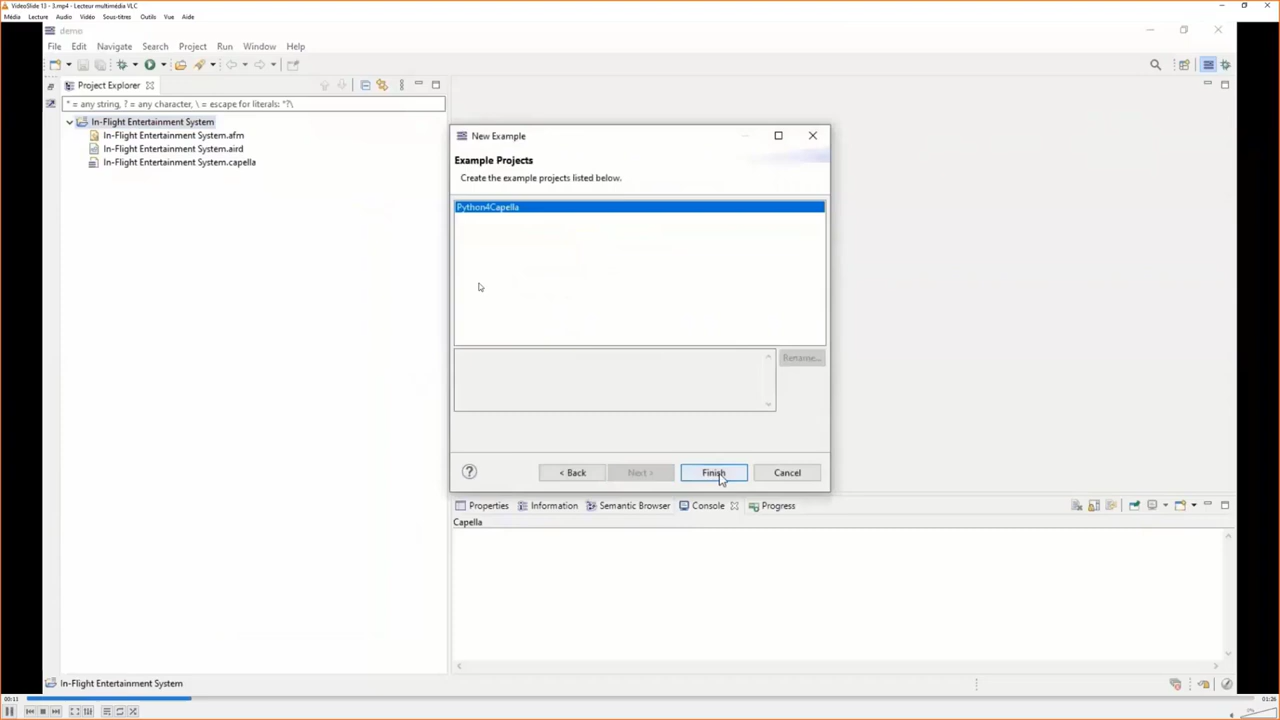 VideoSlide 13 - 3.mp4 - Lecteur multimédia VLC
Média Lecture Audio Vidéo Sous-titres Outils Vue Aide
demo
File Edit Navigate Search Project Run Window Help
Project Explorer
* = any string, ? = any character, \ = escape for literals: *?\
In-Flight Entertainment System
In-Flight Entertainment System.afm
In-Flight Entertainment System.aird
In-Flight Entertainment System.capella
New Example
Example Projects
Create the example projects listed below.
Python4Capella
Rename...
< Back Next > Finish Cancel
Properties Information Semantic Browser Console Progress
Capella
In-Flight Entertainment System
00:11 01:26